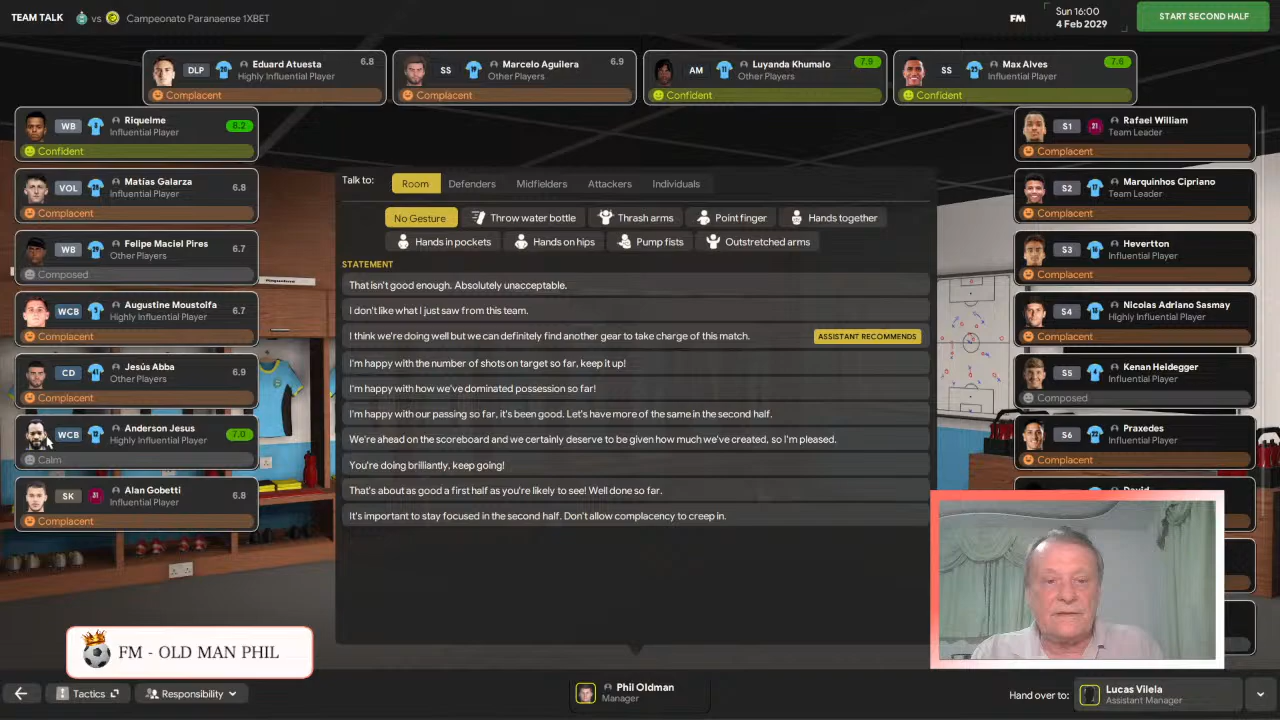 TEAM TALK
vs
Campeonato Paranaense 1XBET
FM
Sun 16:00
4 Feb 2029
START SECOND HALF
DLP
Eduard Atuesta
Highly Influential Player
6.8
Complacent
SS
Marcelo Aguilera
Other Players
6.9
Complacent
AM
Luyanda Khumalo
Other Players
7.9
Confident
SS
Max Alves
Other Players
7.6
Confident
WB
Riquelme
Influential Player
8.2
Confident
VOL
Matías Galarza
Influential Player
6.8
Complacent
WB
Felipe Maciel Pires
Other Players
6.7
Composed
WCB
Augustine Moustolfa
Highly Influential Player
6.7
Complacent
CD
Jesús Abba
Other Players
6.9
Complacent
WCB
Anderson Jesus
Highly Influential Player
7.0
Calm
SK
31
Alan Gobetti
Influential Player
6.8
Complacent
Talk to:
Room
Defenders
Midfielders
Attackers
Individuals
No Gesture
Throw water bottle
Thrash arms
Point finger
Hands together
Hands in pockets
Hands on hips
Pump fists
Outstretched arms
STATEMENT
That isn't good enough. Absolutely unacceptable.
I don't like what I just saw from this team.
I think we're doing well but we can definitely find another gear to take charge of this match.
ASSISTANT RECOMMENDS
I'm happy with the number of shots on target so far, keep it up!
I'm happy with how we've dominated possession so far!
I'm happy with our passing so far, it's been good. Let's have more of the same in the second half.
We're ahead on the scoreboard and we certainly deserve to be given how much we've created, so I'm pleased.
You're doing brilliantly, keep going!
That's about as good a first half as you're likely to see! Well done so far.
It's important to stay focused in the second half. Don't allow complacency to creep in.
S1
21
Rafael William
Team Leader
Complacent
S2
Marquinhos Cipriano
Team Leader
Complacent
S3
Hevertton
Influential Player
Complacent
S4
Nicolas Adriano Sasmay
Highly Influential Player
Complacent
S5
Kenan Heidegger
Influential Player
Composed
S6
Praxedes
Influential Player
Complacent
FM - OLD MAN PHIL
Tactics
Responsibility
Phil Oldman
Manager
Hand over to:
Lucas Vilela
Assistant Manager